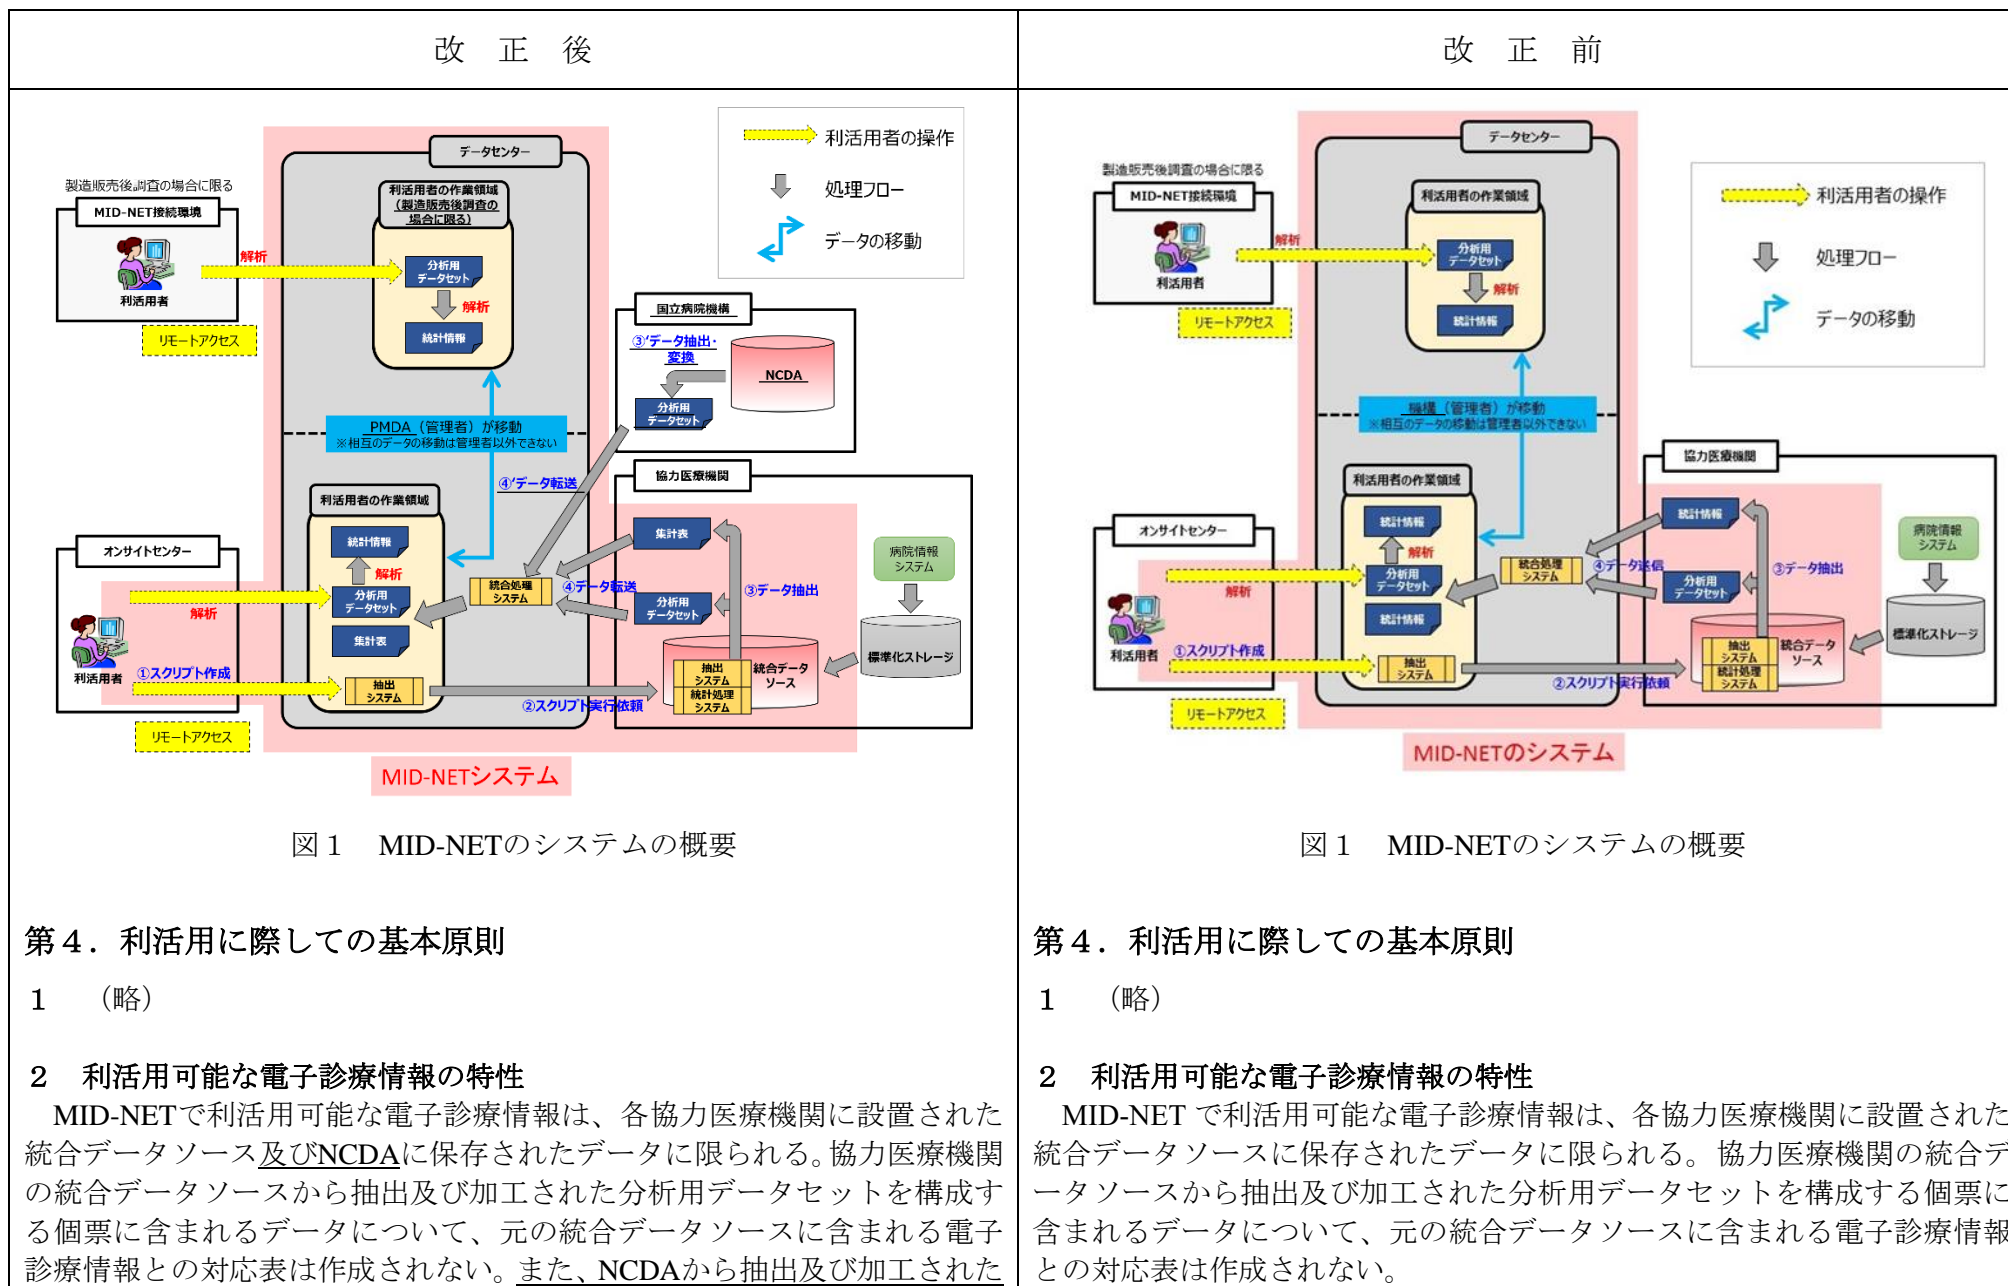 改 正 後
データセンター
利活用者の操作
処理フロー
データの移動
製造販売後調査の場合に限る
MID-NET接続環境
利活用者
解析
リモートアクセス
利活用者の作業領域
(製造販売後調査の
場合に限る)
分析用
データセット
解析
統計情報
国立病院機構
③’データ抽出・
変換
NCDA
分析用
データセット
PMDA（管理者）が移動
※相互のデータの移動は管理者以外できない
④’データ転送
協力医療機関
利活用者の作業領域
統計情報
解析
分析用
データセット
集計表
抽出
システム
統合処理
システム
④データ転送
集計表
分析用
データセット
③データ抽出
病院情報
システム
標準化ストレージ
統合データ
ソース
抽出
システム
統計処理
システム
オンサイトセンター
解析
利活用者
①スクリプト作成
②スクリプト実行依頼
リモートアクセス
MID-NETシステム
図１　MID-NETのシステムの概要
第４．利活用に際しての基本原則
１　（略）
２　利活用可能な電子診療情報の特性
MID-NETで利活用可能な電子診療情報は、各協力医療機関に設置された
統合データソース及びNCDAに保存されたデータに限られる。協力医療機関
の統合データソースから抽出及び加工された分析用データセットを構成す
る個票に含まれるデータについて、元の統合データソースに含まれる電子
診療情報との対応表は作成されない。また、NCDAから抽出及び加工された
改 正 前
データセンター
利活用者の操作
処理フロー
データの移動
製造販売後調査の場合に限る
MID-NET接続環境
利活用者
解析
リモートアクセス
利活用者の作業領域
分析用
データセット
解析
統計情報
機構（管理者）が移動
※相互のデータの移動は管理者以外できない
協力医療機関
利活用者の作業領域
統計情報
解析
分析用
データセット
統計情報
抽出
システム
統合処理
システム
④データ送信
統計情報
分析用
データセット
③データ抽出
病院情報
システム
標準化ストレージ
統合データ
ソース
抽出
システム
統計処理
システム
オンサイトセンター
解析
利活用者
①スクリプト作成
②スクリプト実行依頼
リモートアクセス
MID-NETのシステム
図１　MID-NETのシステムの概要
第４．利活用に際しての基本原則
１　（略）
２　利活用可能な電子診療情報の特性
MID-NET で利活用可能な電子診療情報は、各協力医療機関に設置された
統合データソースに保存されたデータに限られる。協力医療機関の統合デ
ータソースから抽出及び加工された分析用データセットを構成する個票に
含まれるデータについて、元の統合データソースに含まれる電子診療情報
との対応表は作成されない。